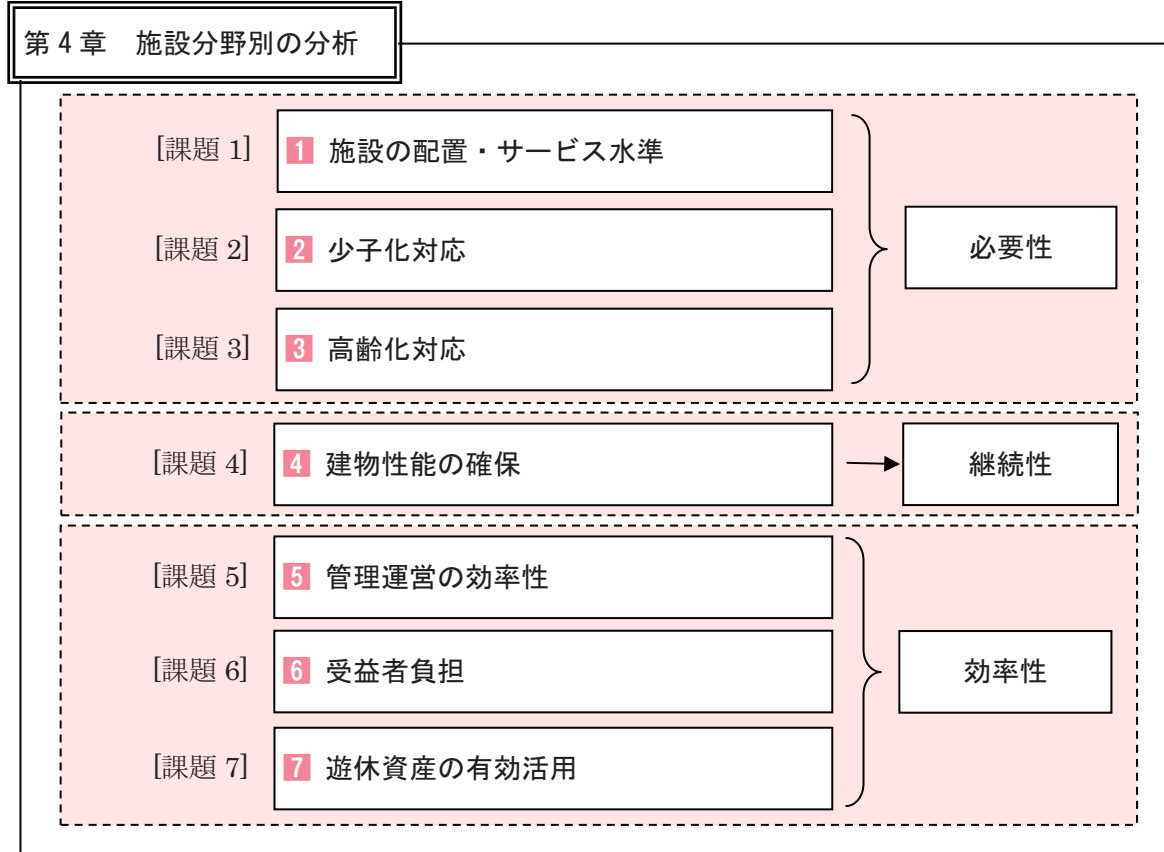 第4章 施設分野別の分析
[課題 1] 1 施設の配置・サービス水準
[課題 2] 2 少子化対応 必要性
[課題 3] 3 高齢化対応
[課題 4] 4 建物性能の確保 継続性
[課題 5] 5 管理運営の効率性
[課題 6] 6 受益者負担 効率性
[課題 7] 7 遊休資産の有効活用